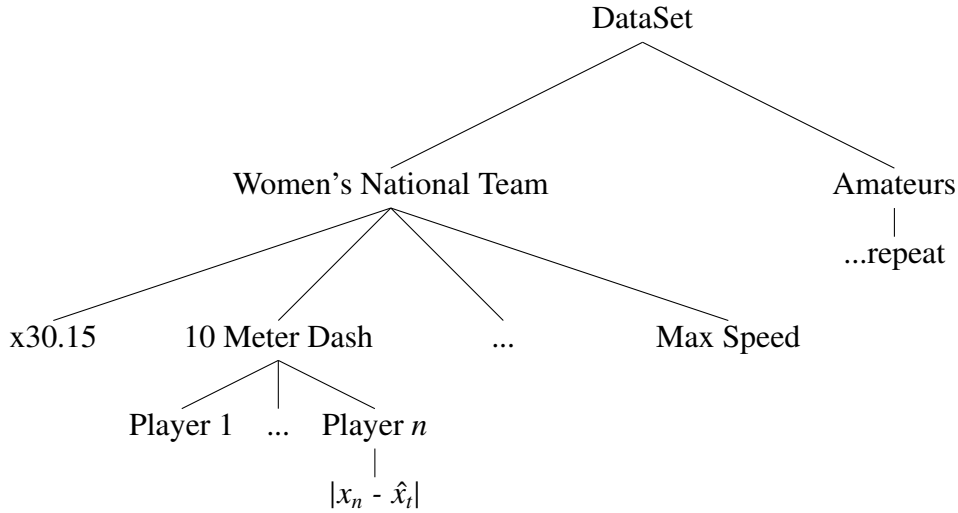 DataSet
Women's National Team Amateurs
...repeat
x30.15 10 Meter Dash ... Max Speed
Player 1 ... Player n
|xₙ - x̂ₜ|